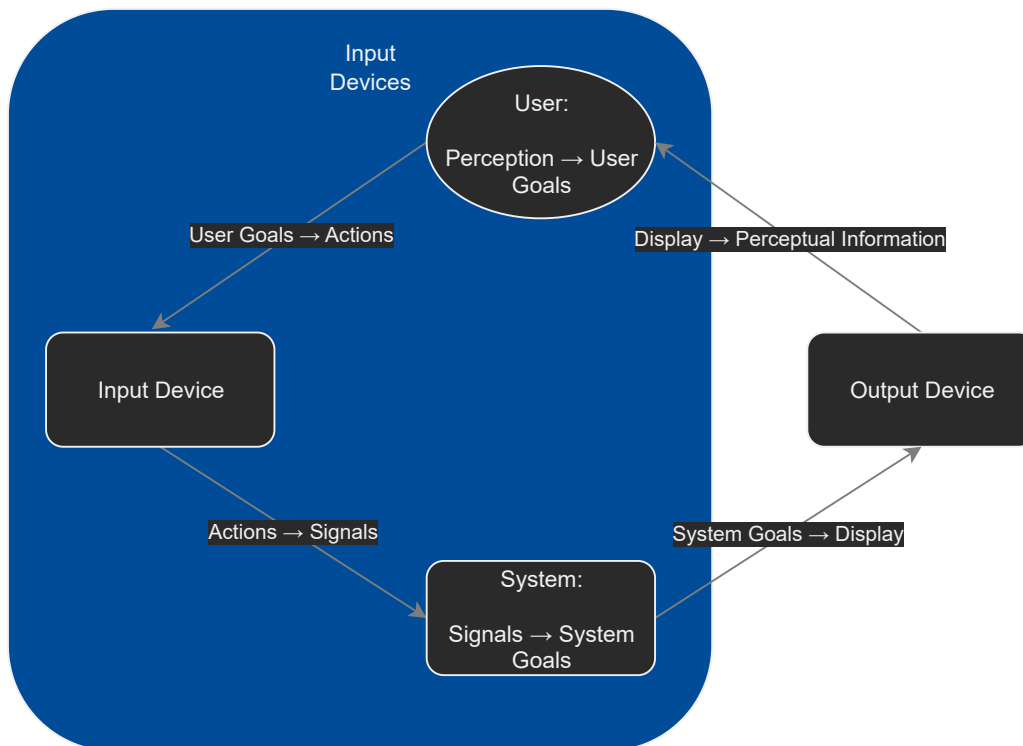 Input
Devices
User:
Perception → User
Goals
User Goals → Actions
Display → Perceptual Information
Input Device
Output Device
Actions → Signals
System Goals → Display
System:
Signals → System
Goals